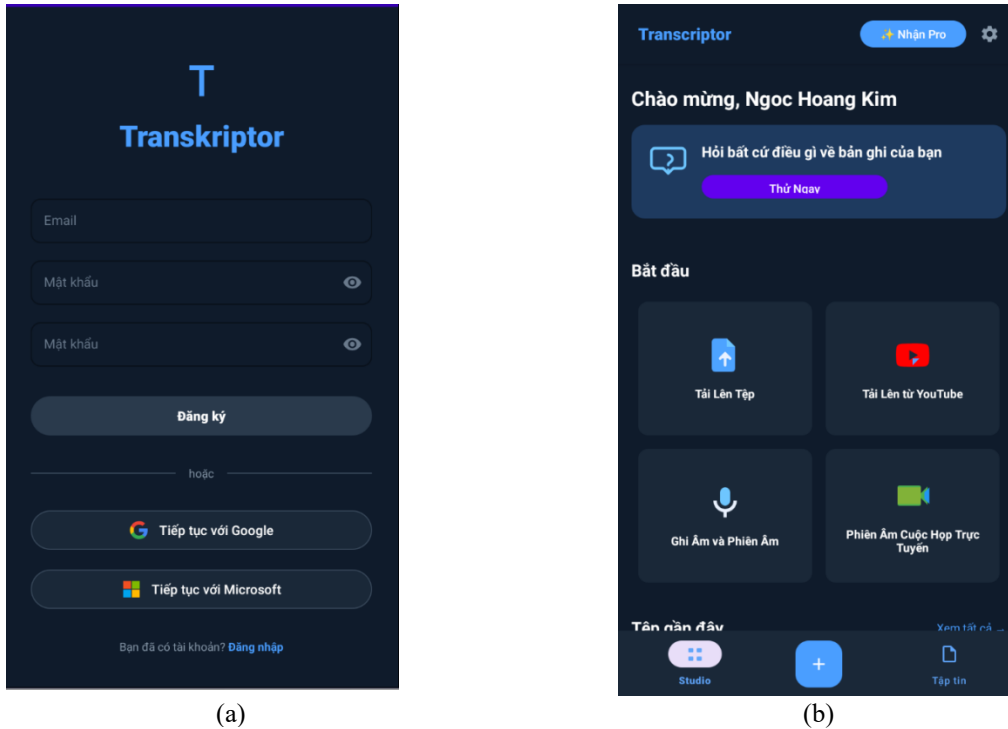 T
Transkriptor
Email
Mật khẩu
Mật khẩu
Đăng ký
hoặc
Tiếp tục với Google
Tiếp tục với Microsoft
Bạn đã có tài khoản? Đăng nhập
(a)
Transcriptor
✨ Nhận Pro
Chào mừng, Ngoc Hoang Kim
Hỏi bất cứ điều gì về bản ghi của bạn
Thử Ngay
Bắt đầu
Tải Lên Tệp
Tải Lên từ YouTube
Ghi Âm và Phiên Âm
Phiên Âm Cuộc Họp Trực
Tuyến
Tên gần đây
Xem tất cả →
+
Studio
Tập tin
(b)